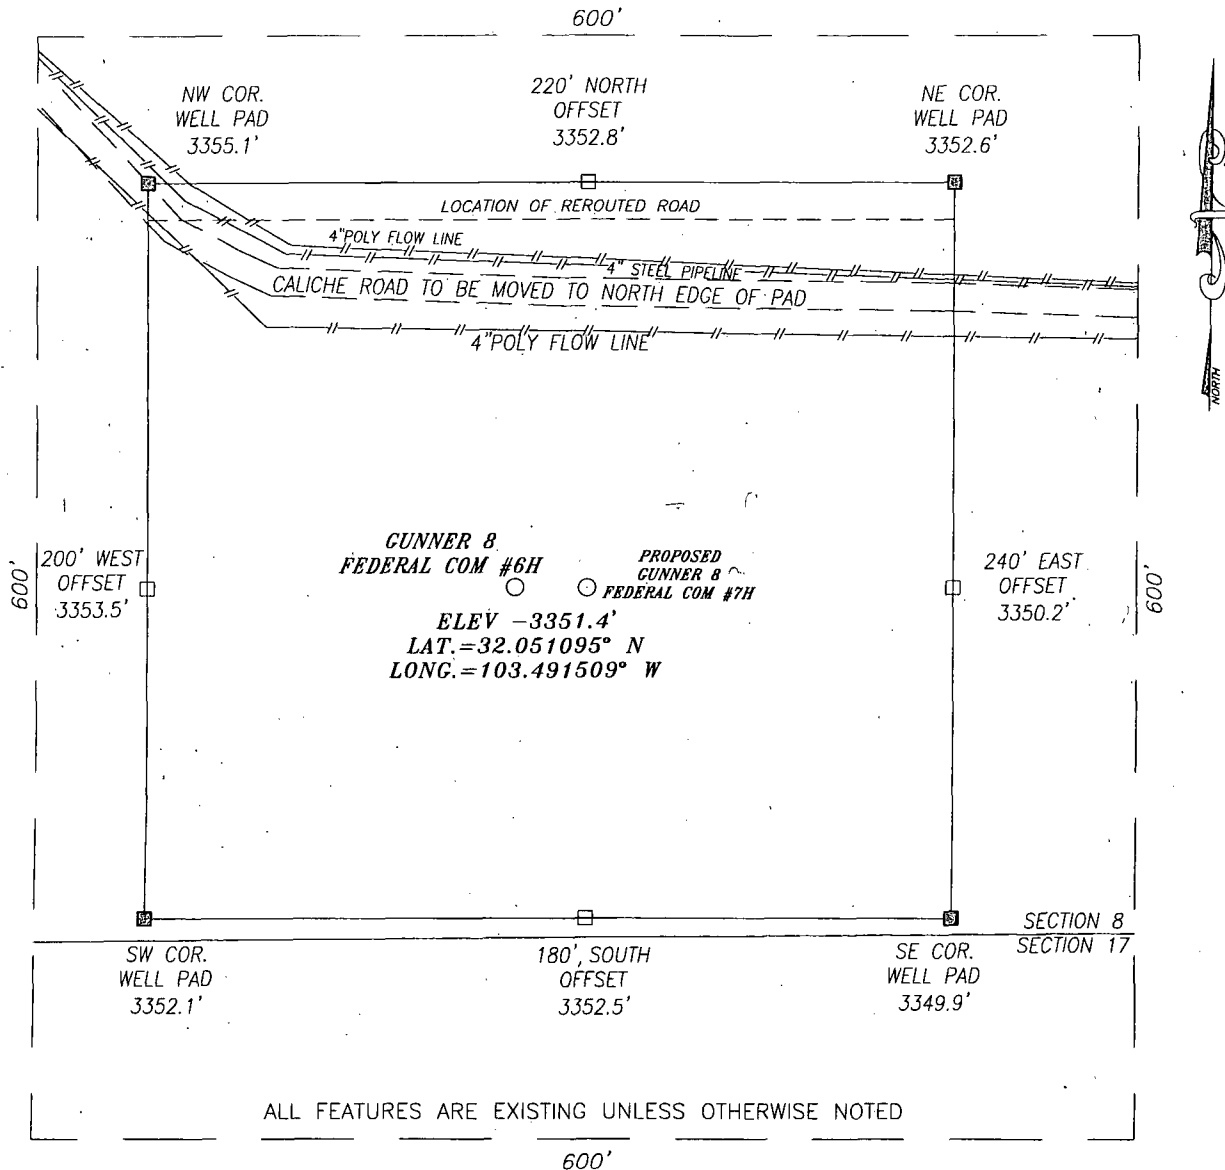 600'
NW COR.
WELL PAD
3355.1'
220' NORTH
OFFSET
3352.8'
NE COR.
WELL PAD
3352.6'
LOCATION OF REROUTED ROAD
4"POLY FLOW LINE
4" STEEL PIPELINE
CALICHE ROAD TO BE MOVED TO NORTH EDGE OF PAD
4"POLY FLOW LINE
NORTH
600'
200' WEST
OFFSET
3353.5'
GUNNER 8
FEDERAL COM #6H
PROPOSED
GUNNER 8
FEDERAL COM #7H
ELEV -3351.4'
LAT.=32.051095° N
LONG.=103.491509° W
240' EAST
OFFSET
3350.2'
600'
SECTION 8
SECTION 17
SW COR.
WELL PAD
3352.1'
180', SOUTH
OFFSET
3352.5'
SE COR.
WELL PAD
3349.9'
ALL FEATURES ARE EXISTING UNLESS OTHERWISE NOTED
600'